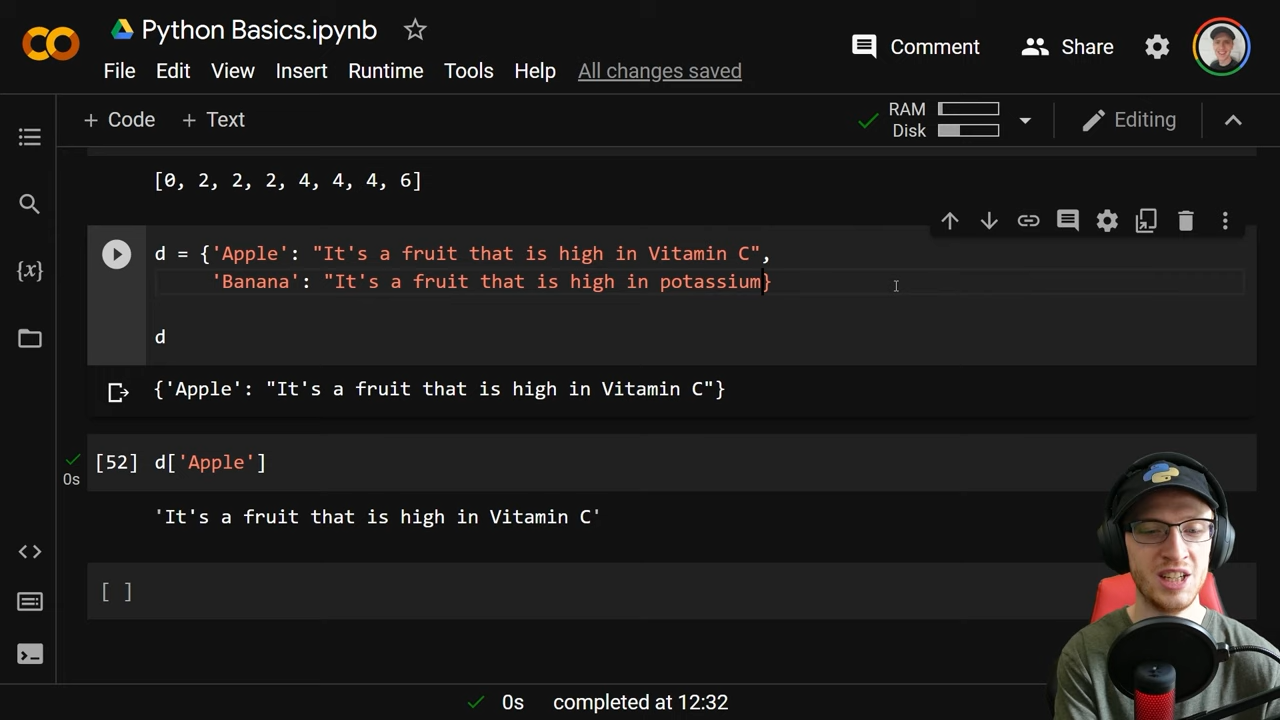 Python Basics.ipynb
Comment
Share
File Edit View Insert Runtime Tools Help All changes saved
+ Code + Text
RAM
Disk
Editing
[0, 2, 2, 2, 4, 4, 4, 6]
d = {'Apple': "It's a fruit that is high in Vitamin C",
'Banana': "It's a fruit that is high in potassium}
d
{'Apple': "It's a fruit that is high in Vitamin C"}
[52] d['Apple']
0s
'It's a fruit that is high in Vitamin C'
[ ]
{x}
0s completed at 12:32